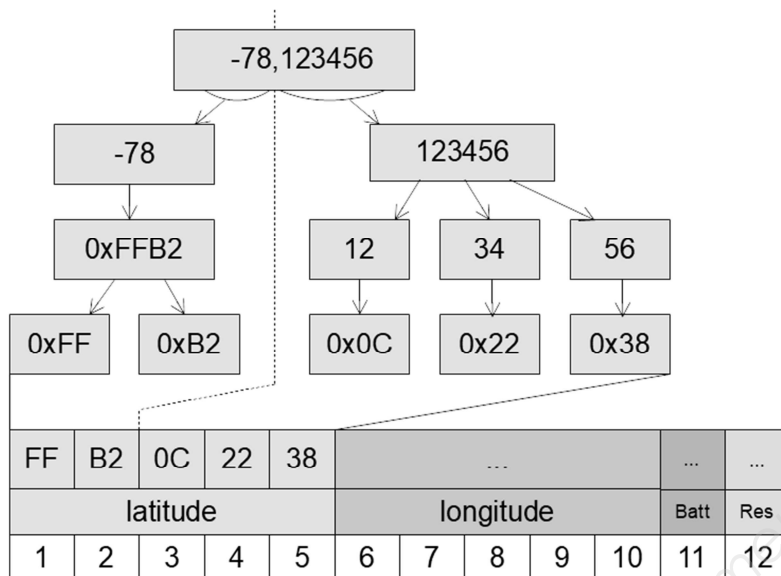 -78,123456
-78 123456
0xFFB2 12 34 56
0xFF 0xB2 0x0C 0x22 0x38
FF B2 0C 22 38 ... ... ...
latitude longitude Batt Res
1 2 3 4 5 6 7 8 9 10 11 12